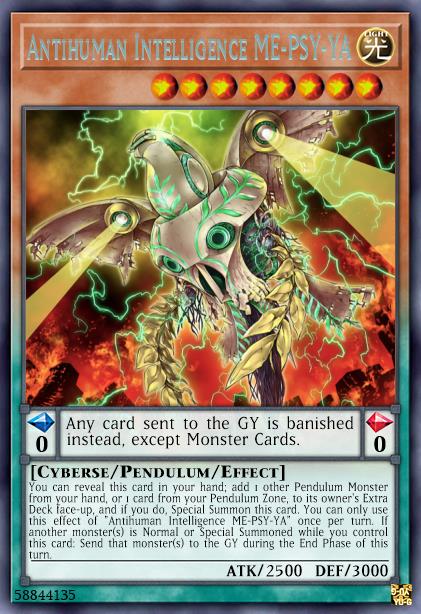 Antihuman Intelligence ME-PSY-YA
LIGHT
光
0
Any card sent to the GY is banished
instead, except Monster Cards.
0
[Cyberse/Pendulum/Effect]
You can reveal this card in your hand; add 1 other Pendulum Monster
from your hand, or 1 card from your Pendulum Zone, to its owner's Extra
Deck face-up, and if you do, Special Summon this card. You can only use
this effect of "Antihuman Intelligence ME-PSY-YA" once per turn. If
another monster(s) is Normal or Special Summoned while you control
this card: Send that monster(s) to the GY during the End Phase of this
turn.
ATK/2500 DEF/3000
58844135